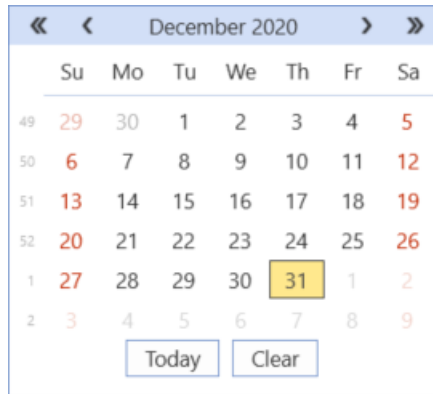 « ‹ December 2020 › »
Su Mo Tu We Th Fr Sa
49 29 30 1 2 3 4 5
50 6 7 8 9 10 11 12
51 13 14 15 16 17 18 19
52 20 21 22 23 24 25 26
1 27 28 29 30 31 1 2
2 3 4 5 6 7 8 9
Today Clear